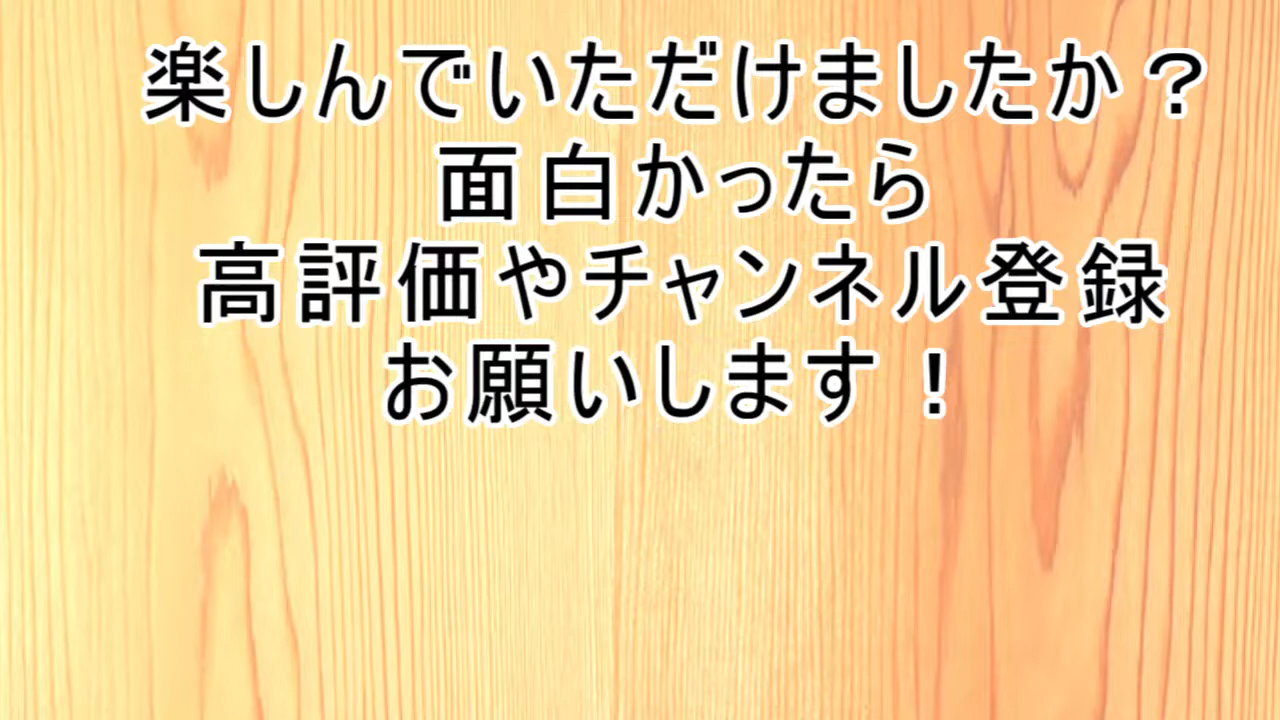 楽しんでいただけましたか？
面白かったら
高評価やチャンネル登録
お願いします！